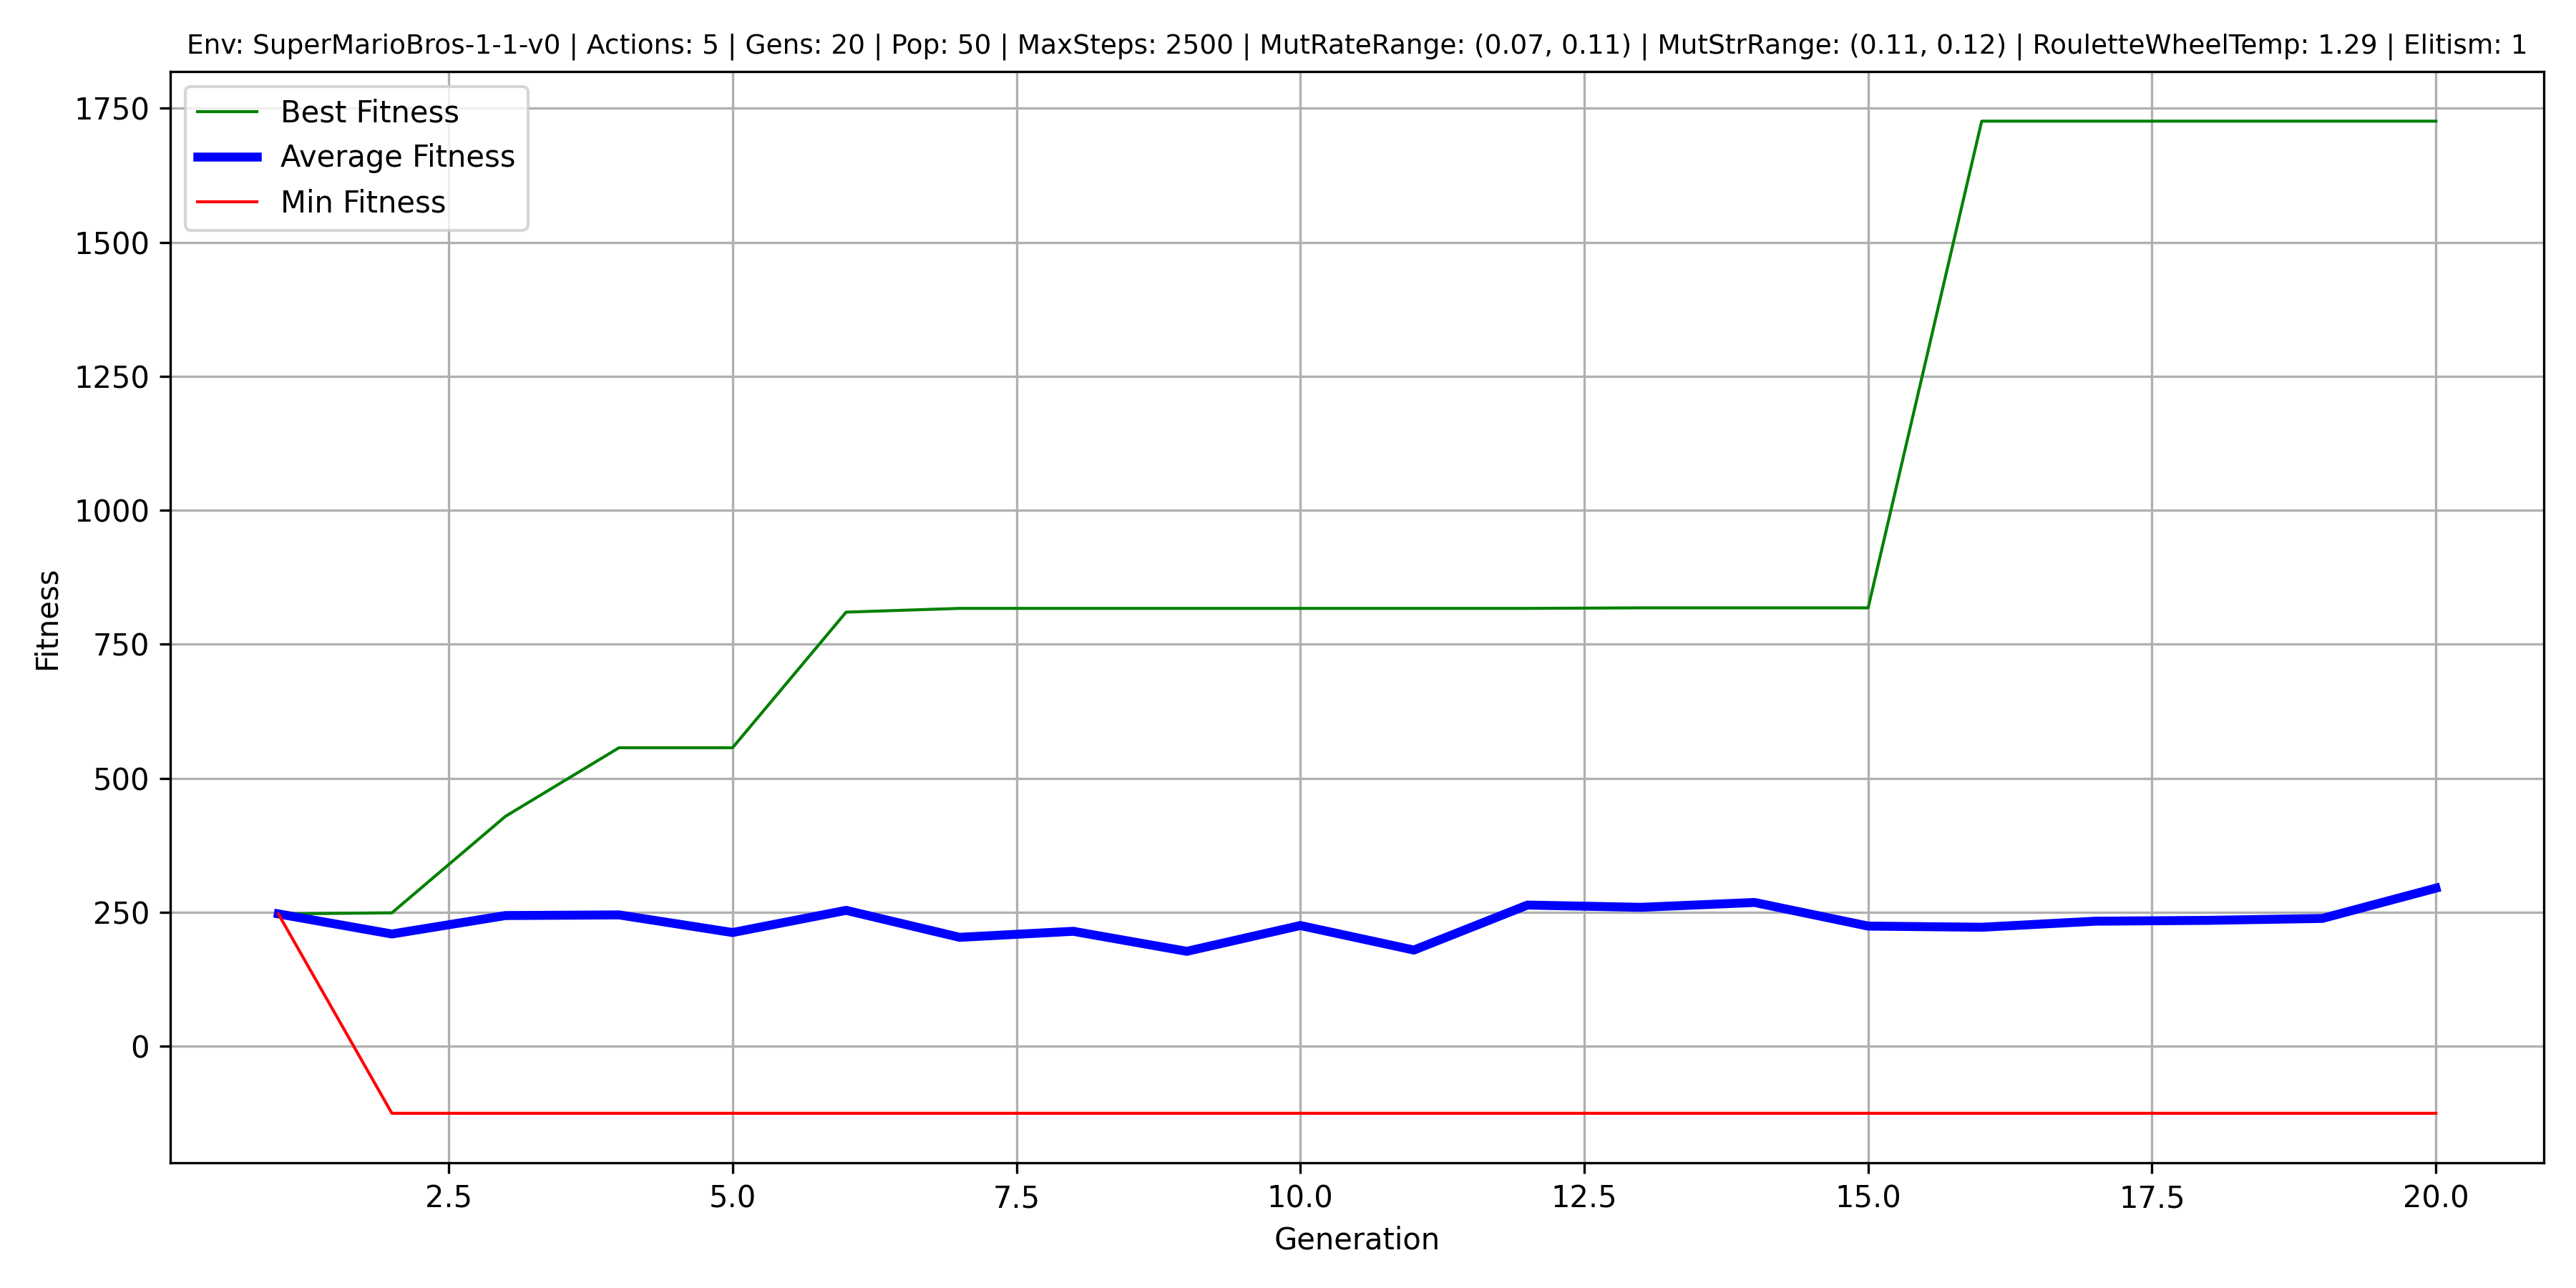 Env: SuperMarioBros-1-1-v0 | Actions: 5 | Gens: 20 | Pop: 50 | MaxSteps: 2500 | MutRateRange: (0.07, 0.11) | MutStrRange: (0.11, 0.12) | RouletteWheelTemp: 1.29 | Elitism: 1
Best Fitness
Average Fitness
Min Fitness
1750
1500
1250
1000
750
500
250
0
Fitness
2.5 5.0 7.5 10.0 12.5 15.0 17.5 20.0
Generation